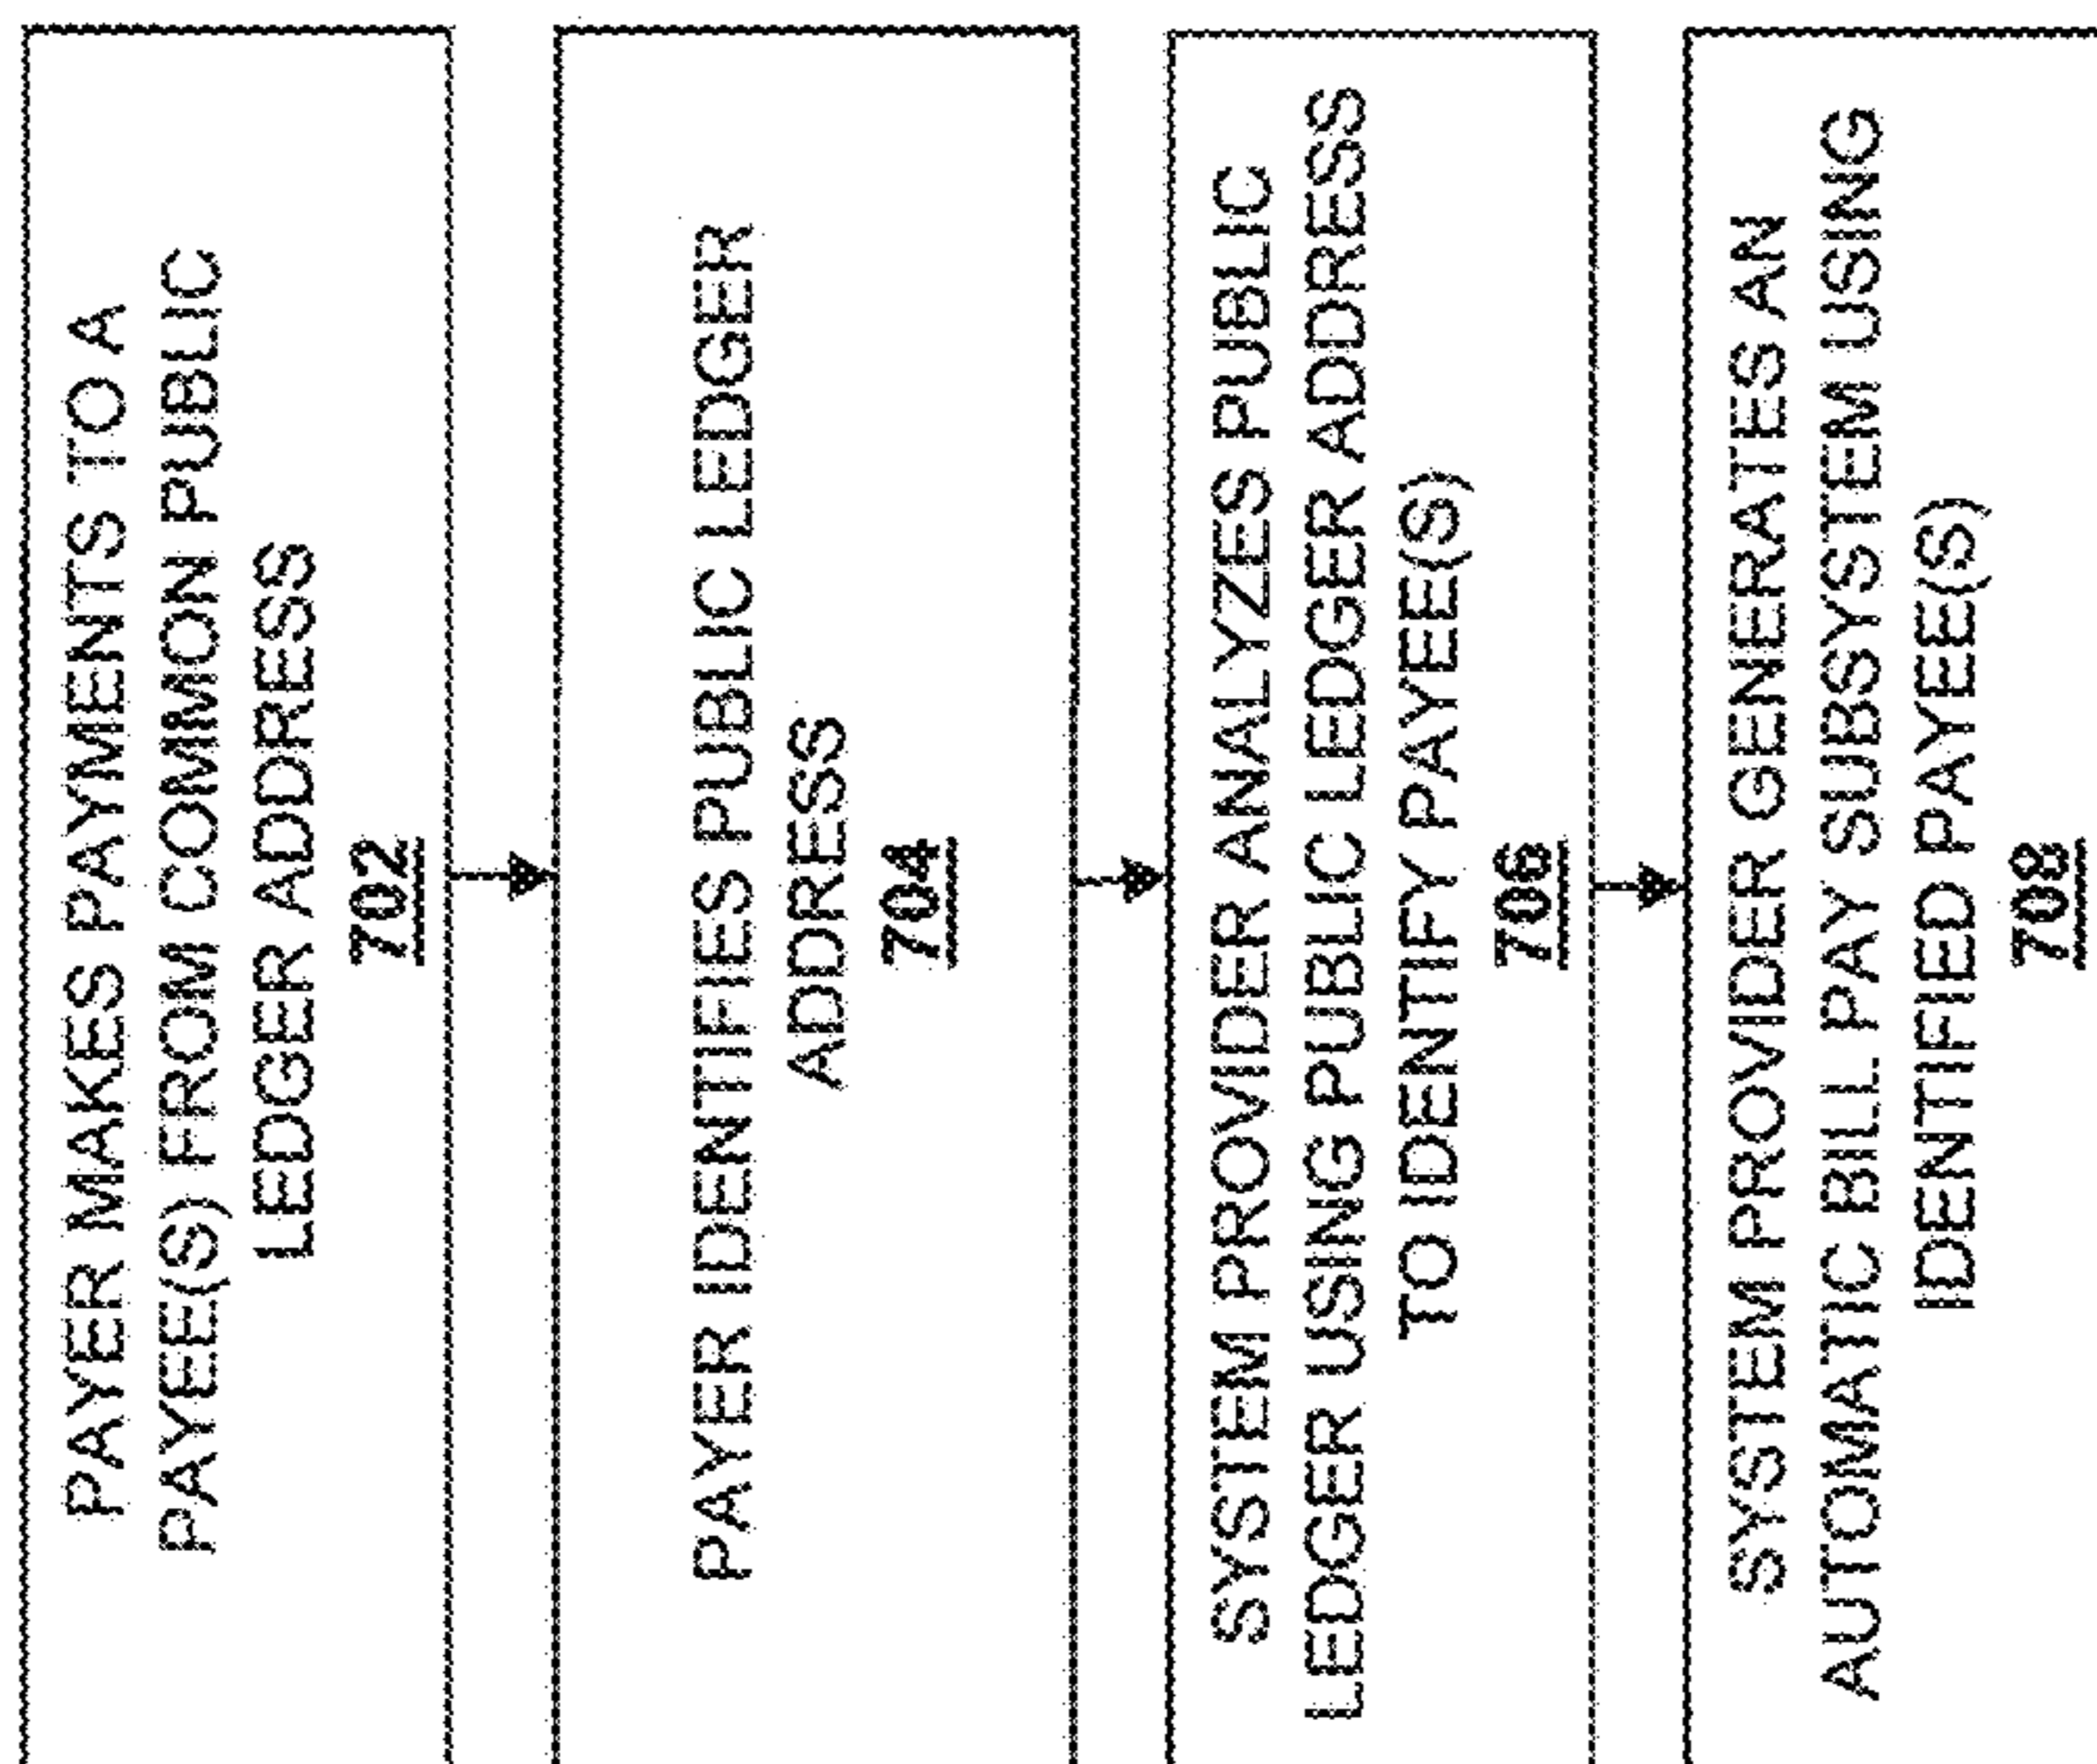 PAYER MAKES PAYMENTS TO A
PAYEE(S) FROM COMMON PUBLIC
LEDGER ADDRESS
702
PAYER IDENTIFIES PUBLIC LEDGER
ADDRESS
704
SYSTEM PROVIDER ANALYZES PUBLIC
LEDGER USING PUBLIC LEDGER ADDRESS
TO IDENTIFY PAYEE(S)
706
SYSTEM PROVIDER GENERATES AN
AUTOMATIC BILL PAY SUBSYSTEM USING
IDENTIFIED PAYEE(S)
708